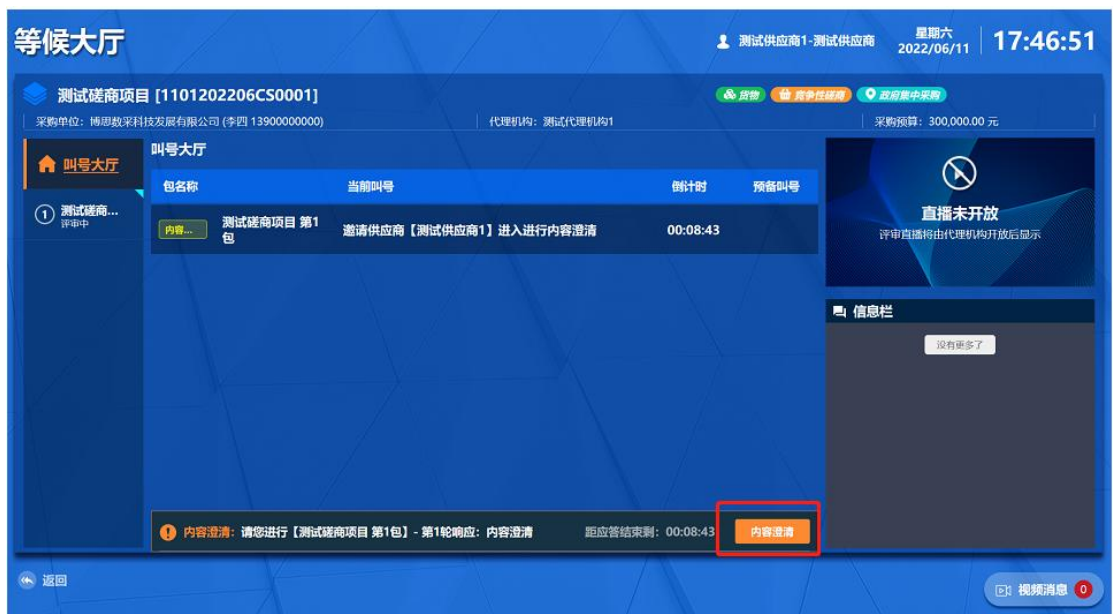 等候大厅
测试供应商1-测试供应商
星期六
2022/06/11
17:46:51
测试磋商项目 [1101202206CS0001]
货物
竞争性磋商
政府集中采购
采购单位：博思数采科技发展有限公司 (李四 13900000000)
代理机构：测试代理机构1
采购预算：300,000.00 元
叫号大厅
1
测试磋商...
评审中
叫号大厅
包名称
当前叫号
倒计时
预备叫号
内容...
测试磋商项目 第1
包
邀请供应商【测试供应商1】进入进行内容澄清
00:08:43
直播未开放
评审直播将由代理机构开放后显示
信息栏
没有更多了
内容澄清：请您进行【测试磋商项目 第1包】- 第1轮响应：内容澄清
距应答结束剩：00:08:43
内容澄清
返回
视频消息
0